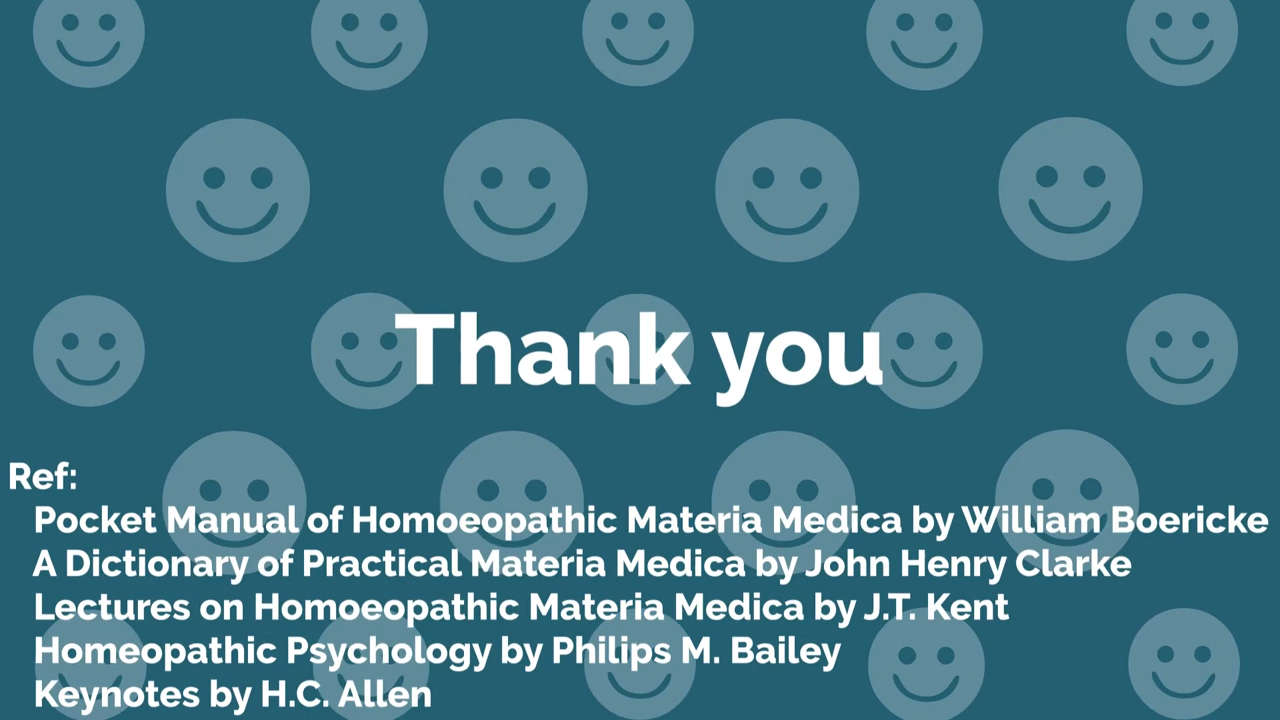 Thank you
Ref:
Pocket Manual of Homoeopathic Materia Medica by William Boericke
A Dictionary of Practical Materia Medica by John Henry Clarke
Lectures on Homoeopathic Materia Medica by J.T. Kent
Homeopathic Psychology by Philips M. Bailey
Keynotes by H.C. Allen